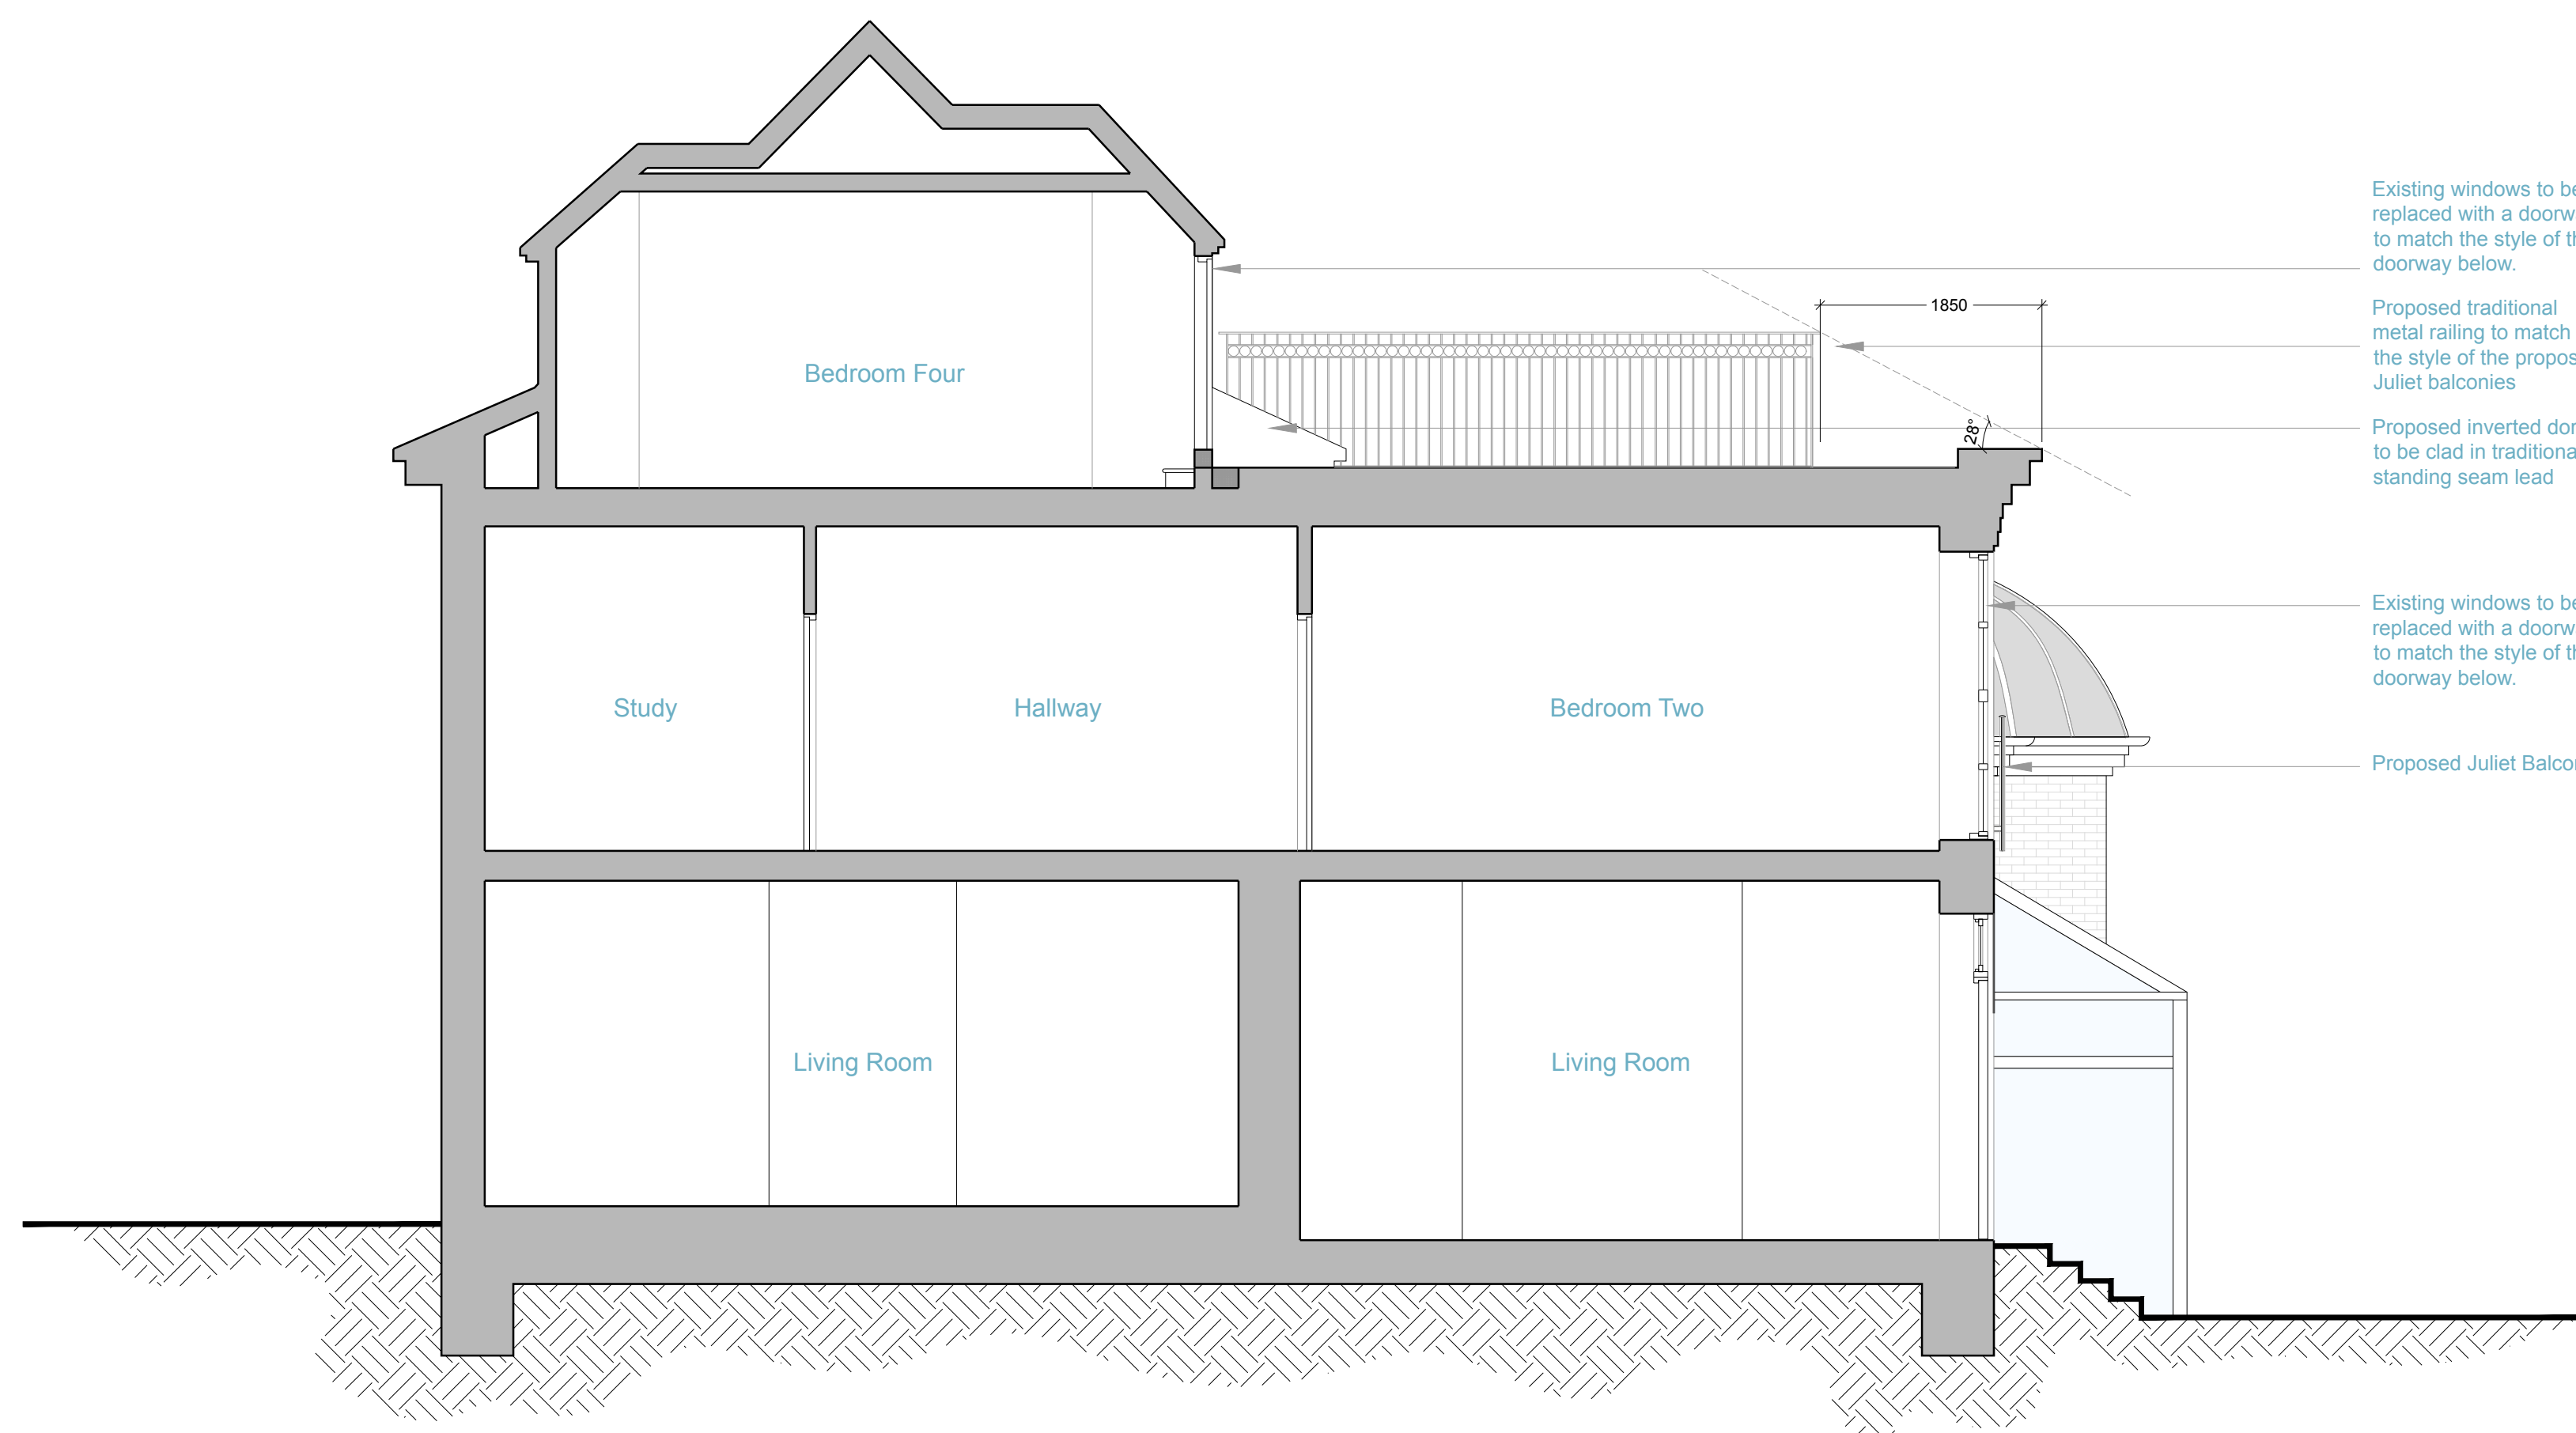 Existing windows to be
replaced with a doorw
to match the style of th
doorway below.
1850
Proposed traditional
metal railing to match
the style of the propos
Juliet balconies
Bedroom Four
28°
Proposed inverted dor
to be clad in traditiona
standing seam lead
Existing windows to be
replaced with a doorw
to match the style of th
doorway below.
Study
Hallway
Bedroom Two
Proposed Juliet Balco
Living Room
Living Room